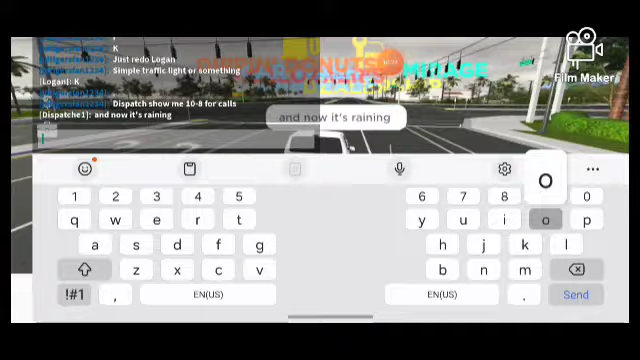 K
Just redo Logan
[Logan]: K
Simple traffic light or something
Dispatch show me 10-8 for calls
[Dispatche1]: and now it's raining
and now it's raining
Film Maker
O
1 2 3 4 5 6 7 8 0
q w e r t y u i o p
a s d f g h j k l
z x c v b n m
!#1 , EN(US) EN(US) . Send